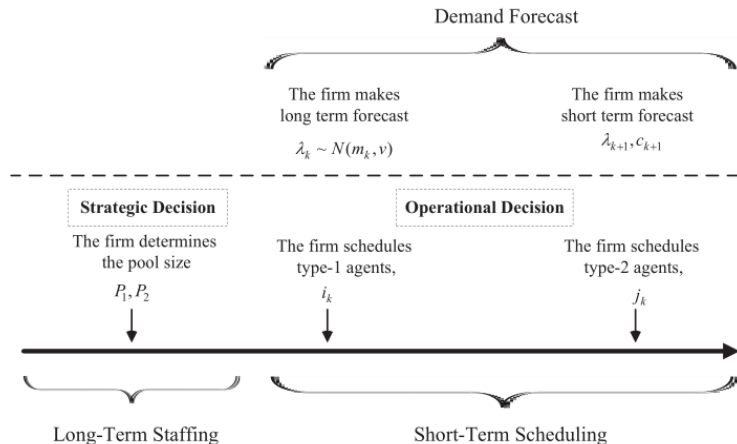 Demand Forecast
The firm makes
long term forecast
λₖ ~ N(mₖ, v)
The firm makes
short term forecast
λₖ₊₁, cₖ₊₁
Strategic Decision
Operational Decision
The firm determines
the pool size
P₁, P₂
The firm schedules
type-1 agents,
iₖ
The firm schedules
type-2 agents,
jₖ
Long-Term Staffing
Short-Term Scheduling